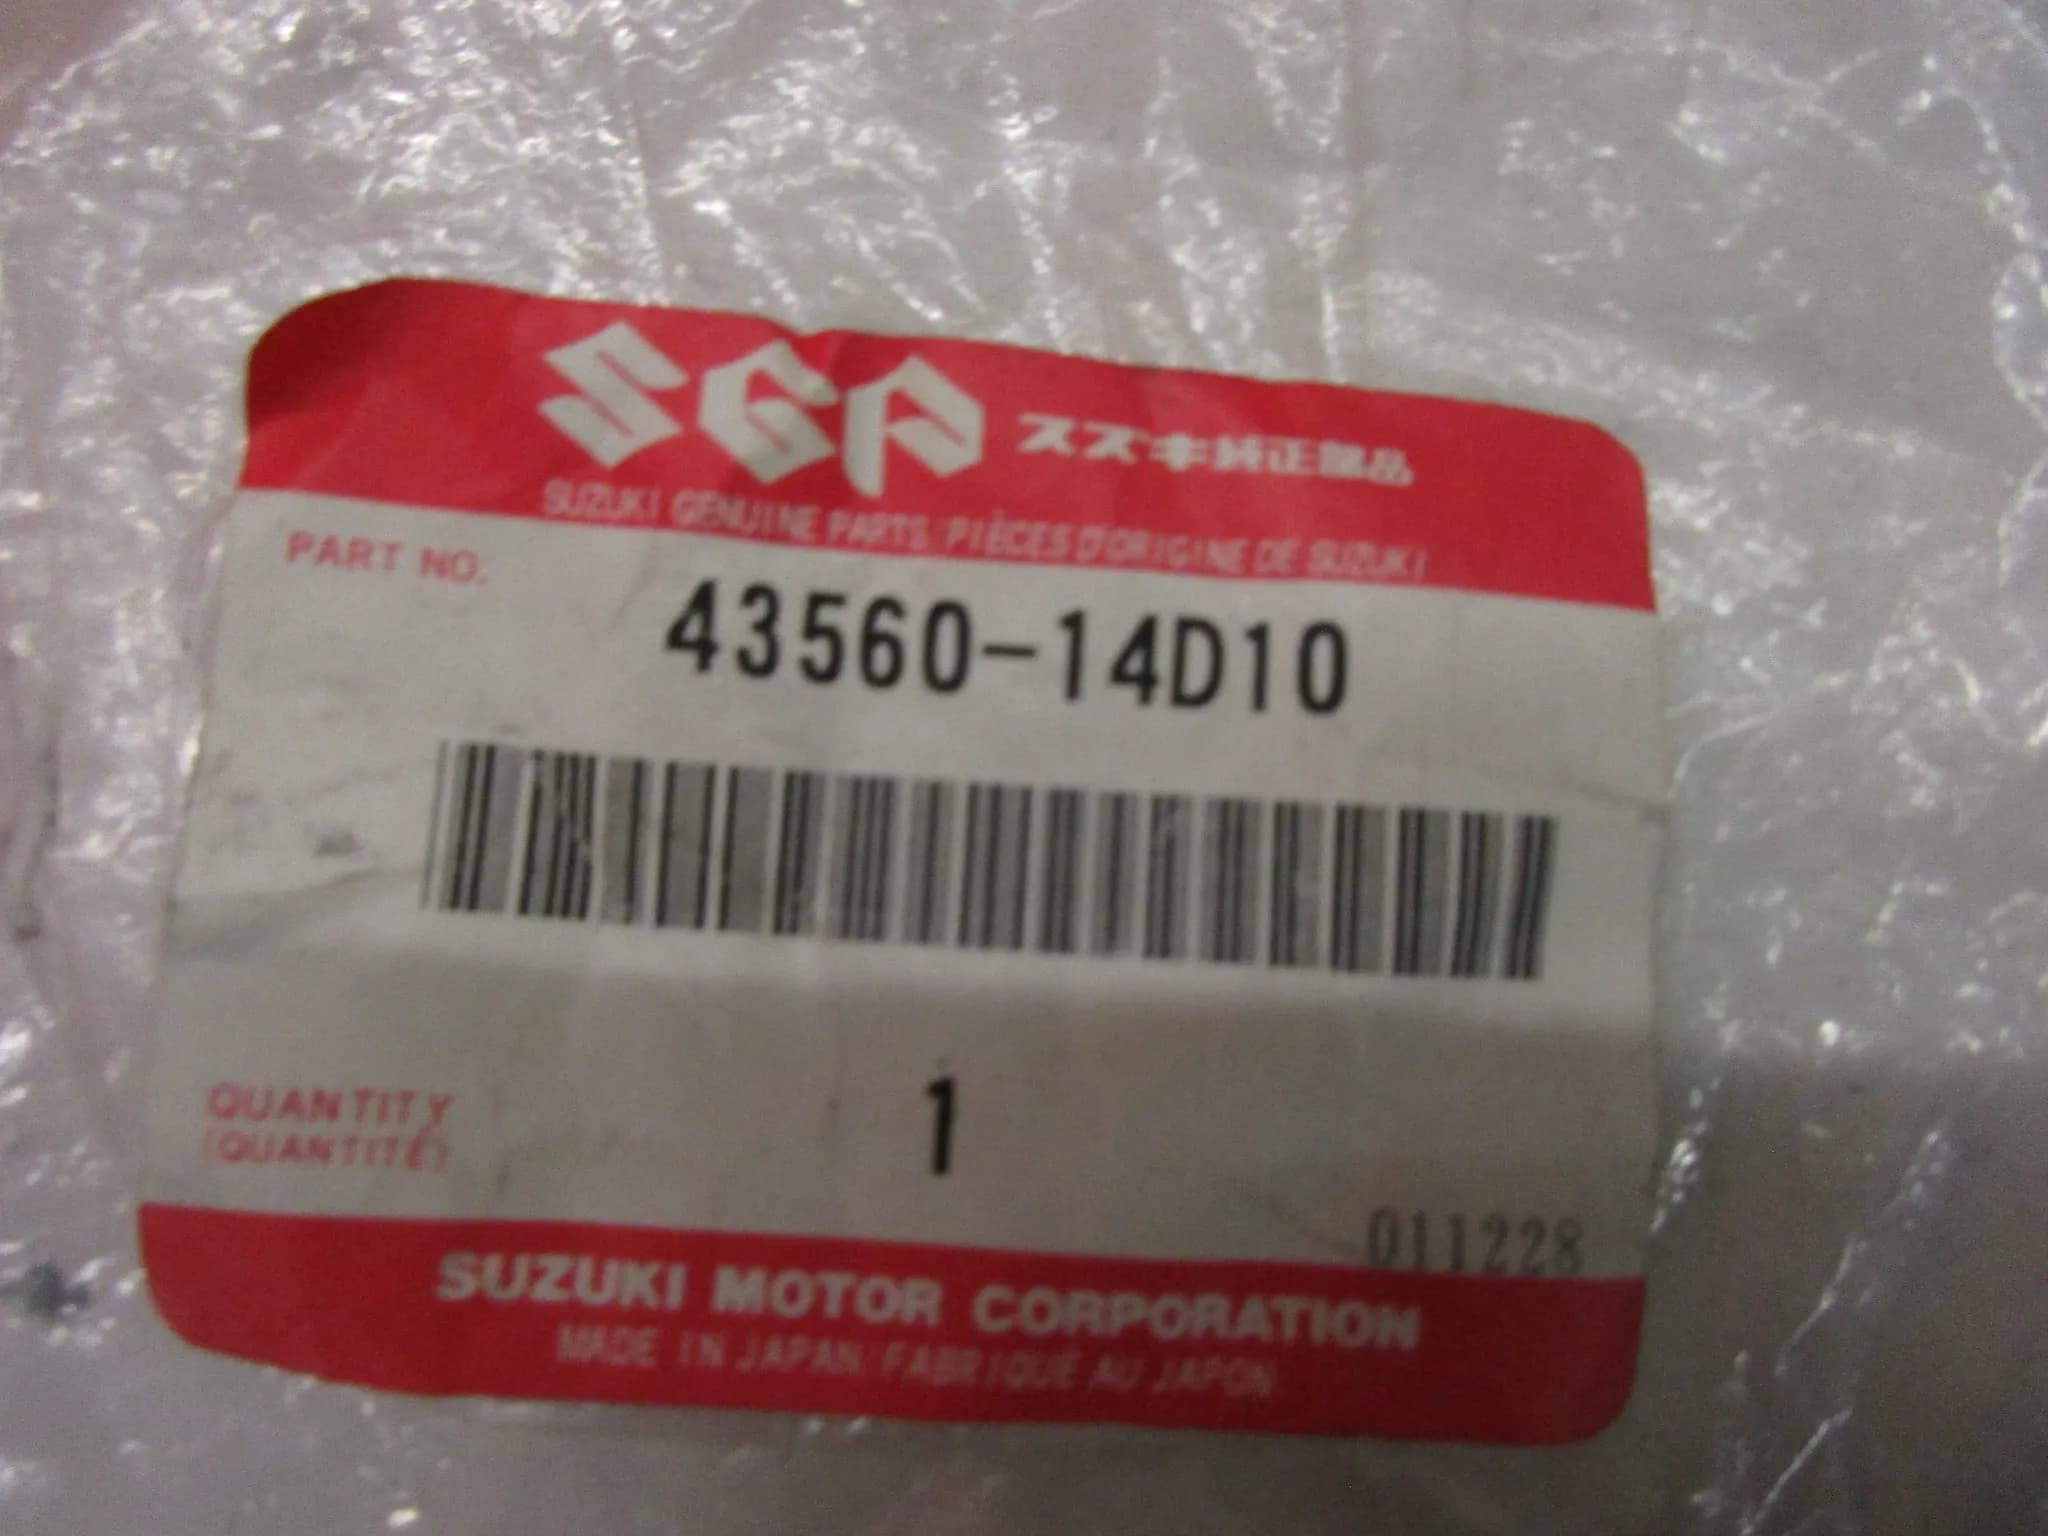 SGP スズキ純正部品
SUZUKI GENUINE PARTS/PIÈCES D'ORIGINE DE SUZUKI
PART NO.
43560-14D10
QUANTITY
(QUANTITÉ)
1
011228
SUZUKI MOTOR CORPORATION
MADE IN JAPAN/FABRIQUÉ AU JAPON